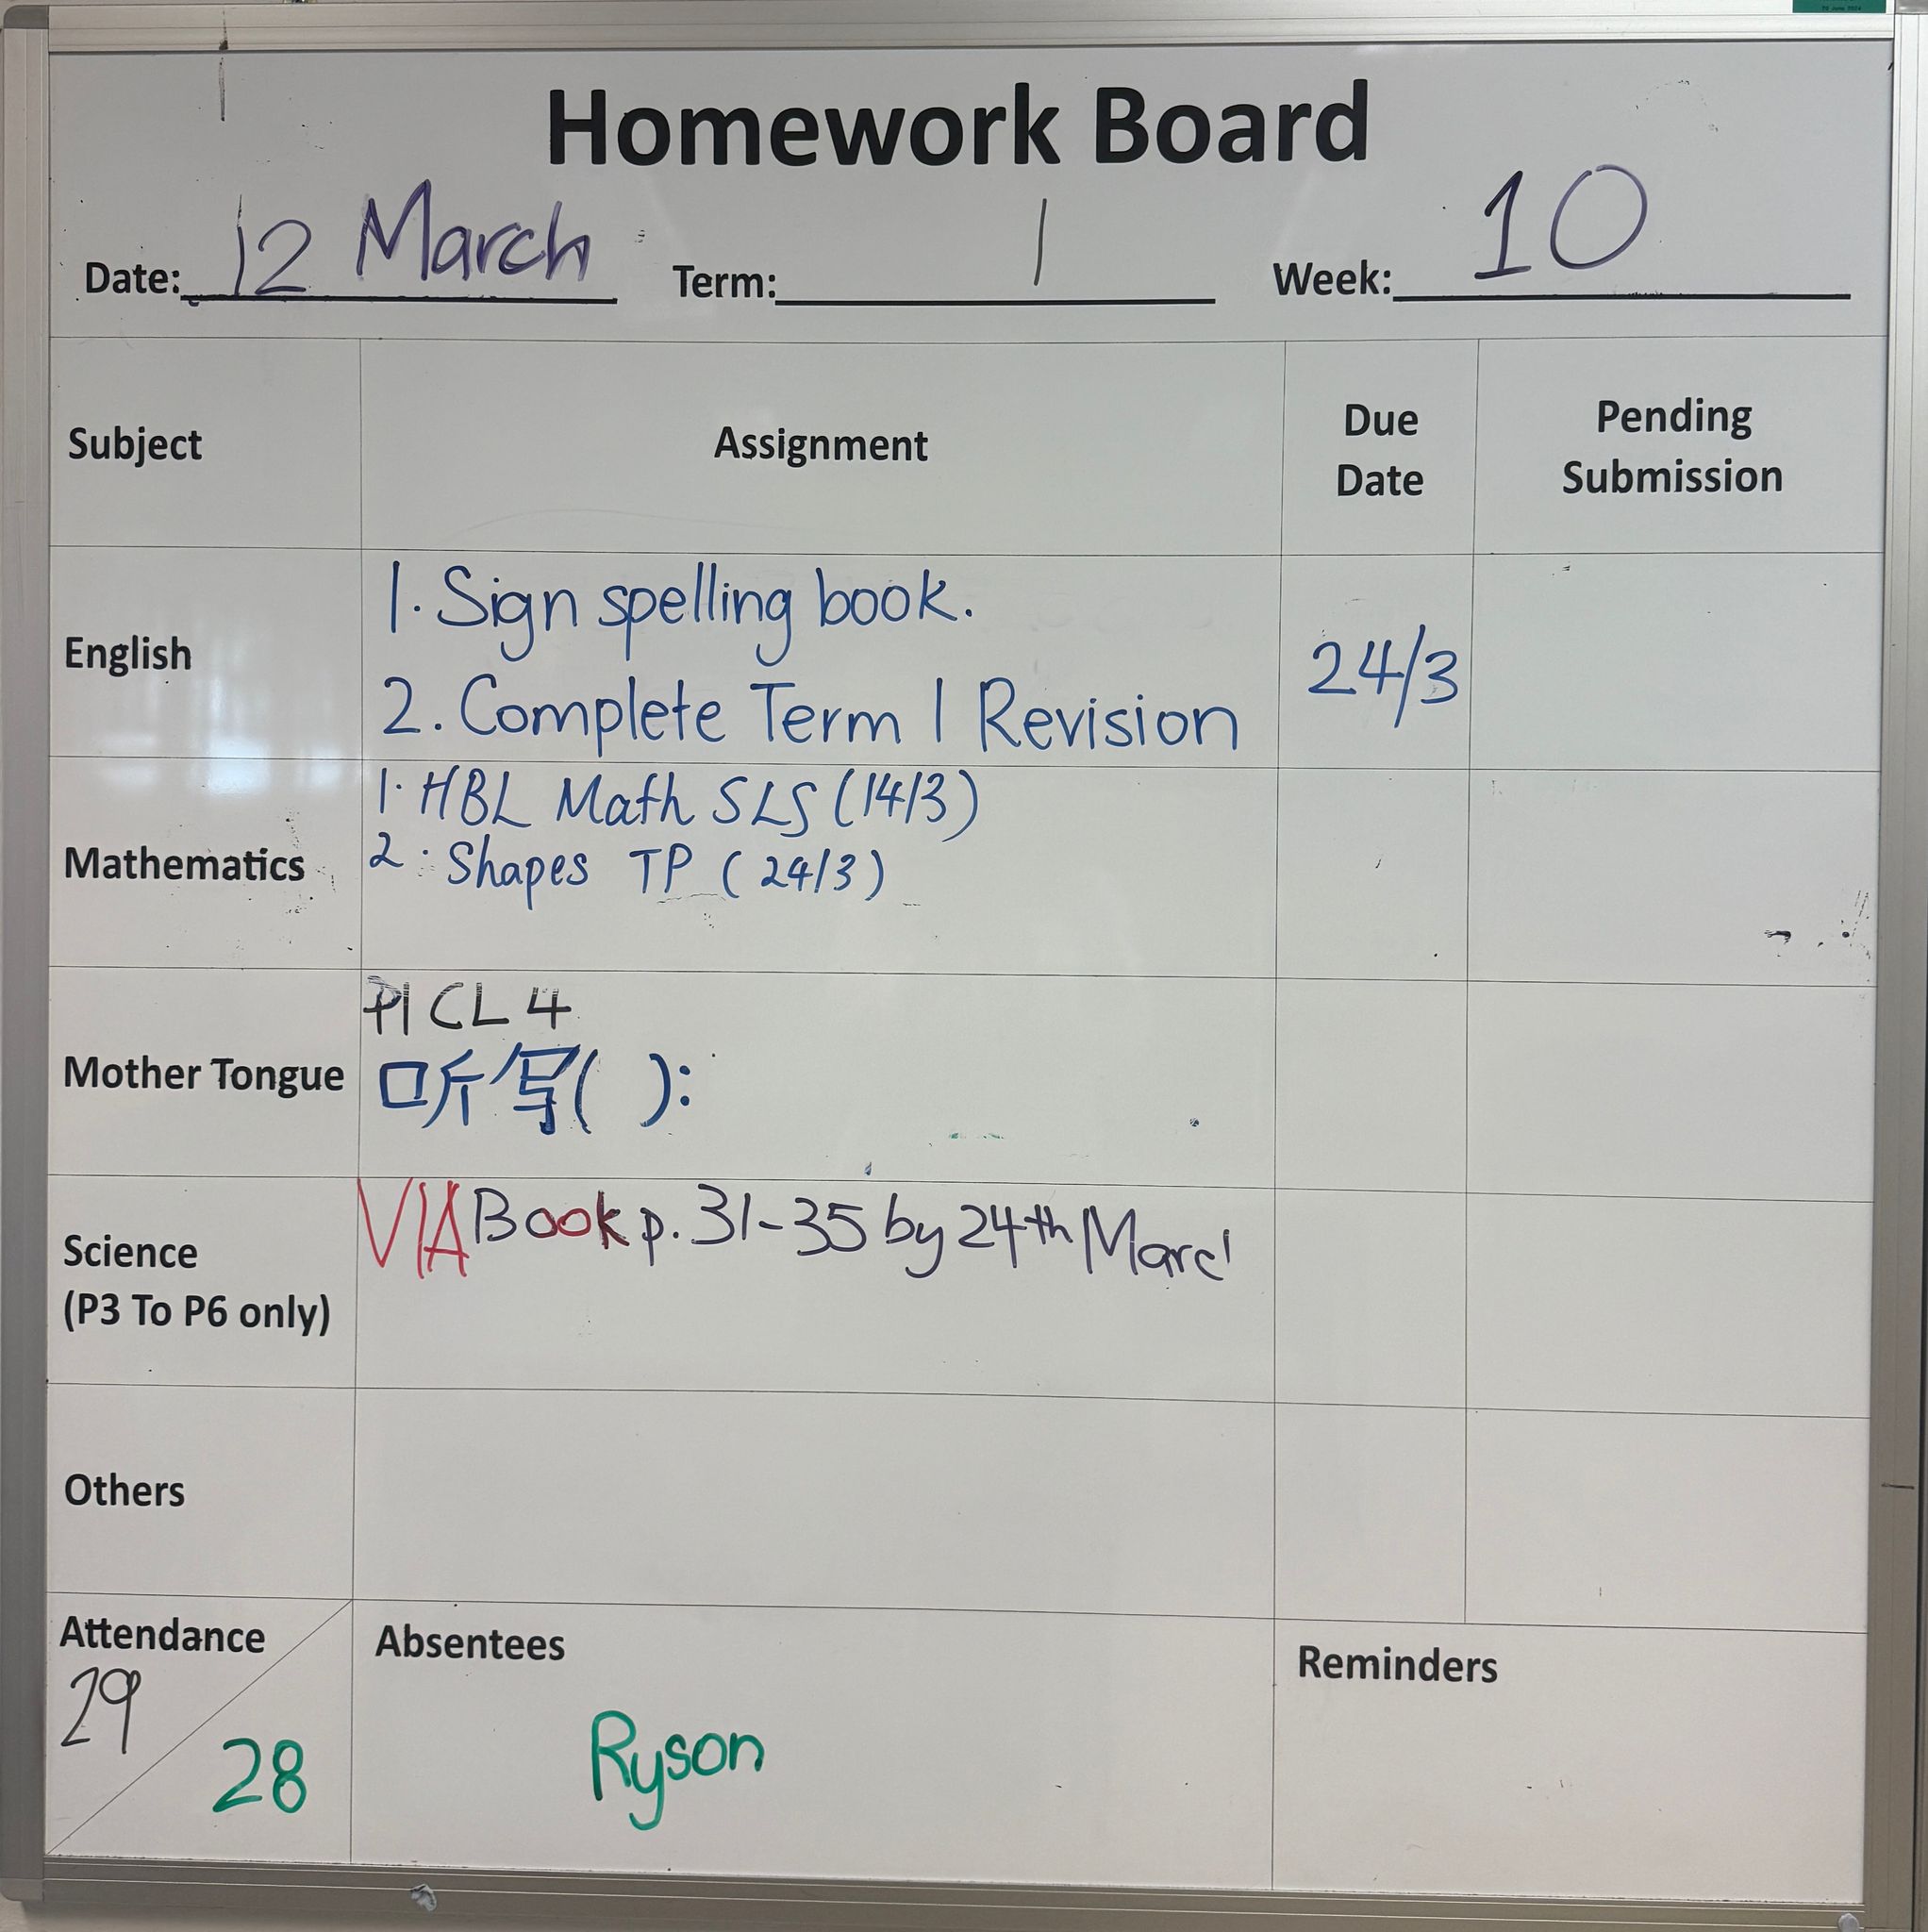 Homework Board
Date: 12 March Term: 1 Week: 10
Subject Assignment Due Date Pending Submission
English
1. Sign spelling book.
2. Complete Term 1 Revision
24/3
Mathematics
1. HBL Math SLS (14/3)
2. Shapes TP (24/3)
Mother Tongue
CL 4
听写( ):
Science
(P3 To P6 only)
VIA Book p. 31-35 by 24th March
Others
Attendance
29
28
Absentees
Ryson
Reminders